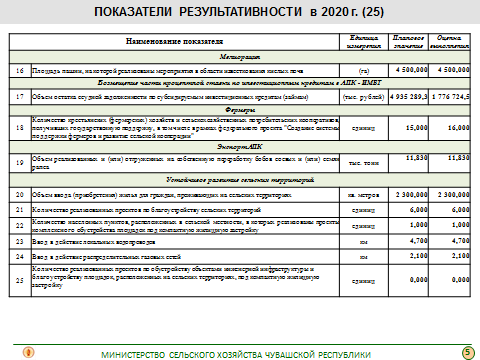 ПОКАЗАТЕЛИ РЕЗУЛЬТАТИВНОСТИ в 2020 г. (25)
Наименование показателя Единица измерения Плановое значение Оценка выполнения
Мелиорация
16 Площадь пашни, на которой реализованы мероприятия в области известкования кислых почв (га) 4 500,000 4 500,000
Возмещение части процентной ставки по инвестиционным кредитам в АПК - ИМБТ
17 Объем остатка ссудной задолженности по субсидируемым инвестиционным кредитам (займам) (тыс. рублей) 4 935 289,3 1 776 724,5
Фермеры
18 Количество крестьянских (фермерских) хозяйств и сельскохозяйственных потребительских кооперативов,
получивших государственную поддержку, в том числе в рамках федерального проекта "Создание системы
поддержки фермеров и развитие сельской кооперации" единиц 15,000 16,000
Экспорт АПК
19 Объем реализованных и (или) отгруженных на собственную переработку бобов соевых и (или) семян
рапса тыс. тонн 11,830 11,830
Устойчивое развитие сельских территорий
20 Объем ввода (приобретения) жилья для граждан, проживающих на сельских территориях кв. метров 2 300,000 2 300,000
21 Количество реализованных проектов по благоустройству сельских территорий единиц 6,000 6,000
22 Количество населенных пунктов, расположенных в сельской местности, в которых реализованы проекты
комплексного обустройства площадок под компактную жилищную застройку единиц 1,000 1,000
23 Ввод в действие локальных водопроводов км 4,700 4,700
24 Ввод в действие распределительных газовых сетей км 2,100 2,100
25 Количество реализованных проектов по обустройству объектами инженерной инфраструктуры и
благоустройству площадок, расположенных на сельских территориях, под компактную жилищную
застройку единиц 0,000 0,000
МИНИСТЕРСТВО СЕЛЬСКОГО ХОЗЯЙСТВА ЧУВАШСКОЙ РЕСПУБЛИКИ
5